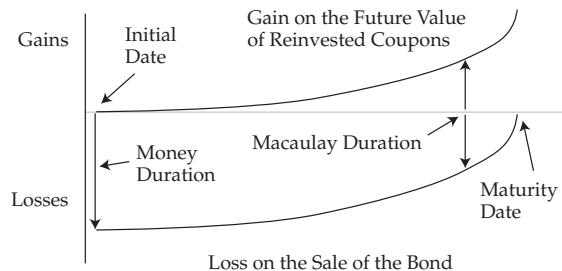 Gains
Initial
Date
Gain on the Future Value
of Reinvested Coupons
Money
Duration
Macaulay Duration
Losses
Maturity
Date
Loss on the Sale of the Bond